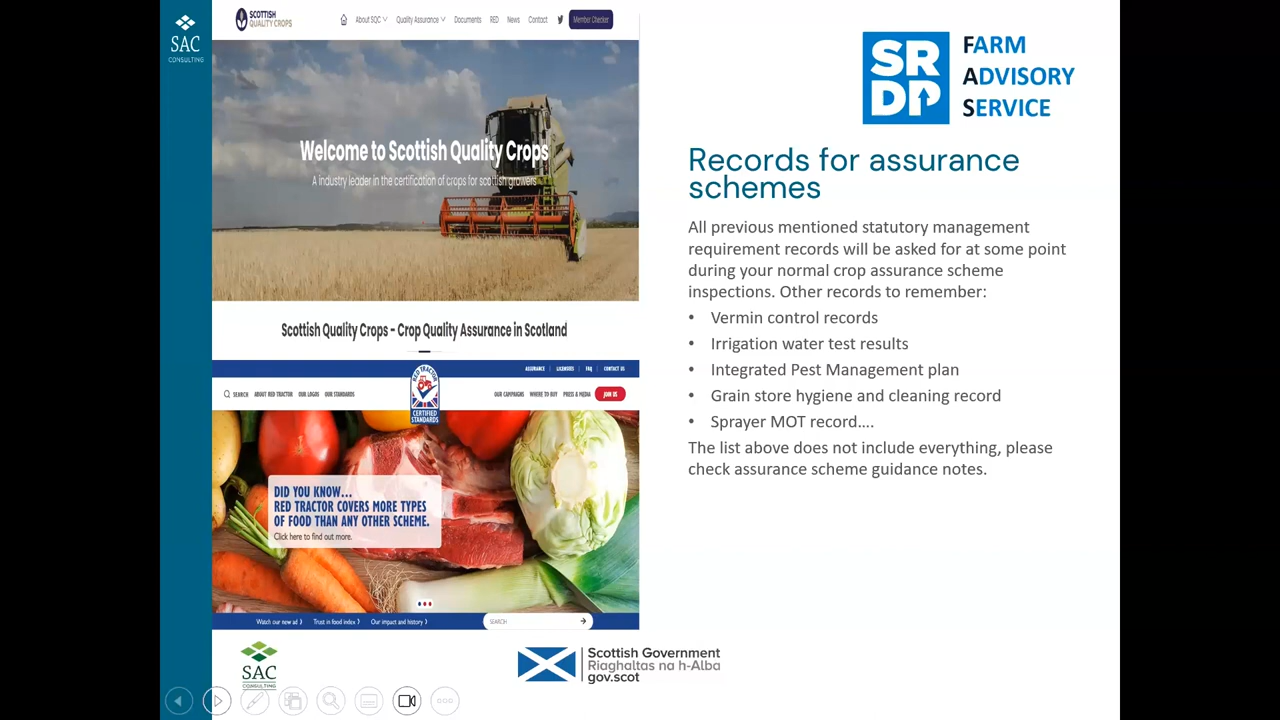 SAC
CONSULTING
SCOTTISH
QUALITY CROPS
About SQC
Quality Assurance
Documents
RED
News
Contact
Member Checker
Welcome to Scottish Quality Crops
A industry leader in the certification of crops for scottish growers
Scottish Quality Crops - Crop Quality Assurance in Scotland
ASSURANCE
LICENSEES
FAQ
CONTACT US
SEARCH
ABOUT RED TRACTOR
OUR LOGOS
OUR STANDARDS
RED TRACTOR
CERTIFIED
STANDARDS
OUR CAMPAIGNS
WHERE TO BUY
PRESS & MEDIA
JOIN US
DID YOU KNOW...
RED TRACTOR COVERS MORE TYPES
OF FOOD THAN ANY OTHER SCHEME.
Click here to find out more.
Watch our new ad
Trust in food index
Our impact and history
SEARCH
SR
DP
FARM
ADVISORY
SERVICE
Records for assurance
schemes
All previous mentioned statutory management
requirement records will be asked for at some point
during your normal crop assurance scheme
inspections. Other records to remember:
• Vermin control records
• Irrigation water test results
• Integrated Pest Management plan
• Grain store hygiene and cleaning record
• Sprayer MOT record....
The list above does not include everything, please
check assurance scheme guidance notes.
SAC
CONSULTING
Scottish Government
Riaghaltas na h-Alba
gov.scot